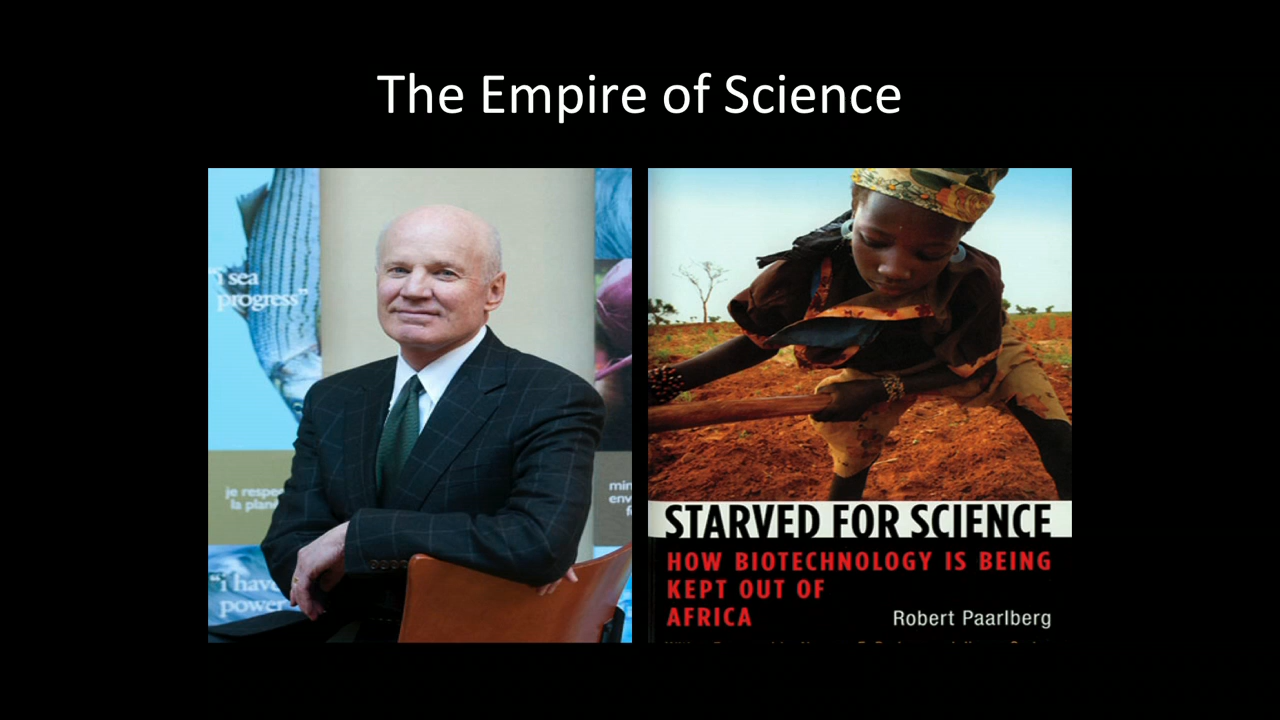 The Empire of Science
"i sea
progress"
je respe
la plan
min
env
f
"i have
power
STARVED FOR SCIENCE
HOW BIOTECHNOLOGY IS BEING
KEPT OUT OF
AFRICA
Robert Paarlberg